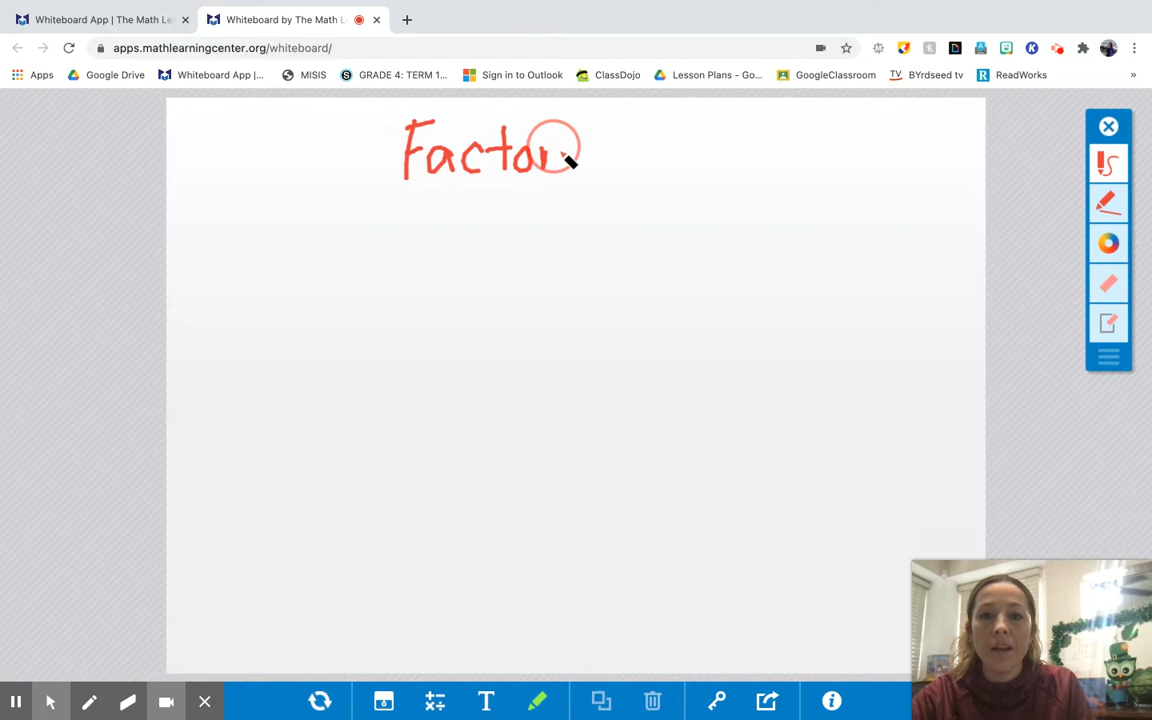 Whiteboard App | The Math Le
Whiteboard by The Math L
apps.mathlearningcenter.org/whiteboard/
Apps
Google Drive
Whiteboard App |...
MISIS
GRADE 4: TERM 1...
Sign in to Outlook
ClassDojo
Lesson Plans - Go...
GoogleClassroom
TV
BYrdseed tv
R
ReadWorks
»
Factor
T